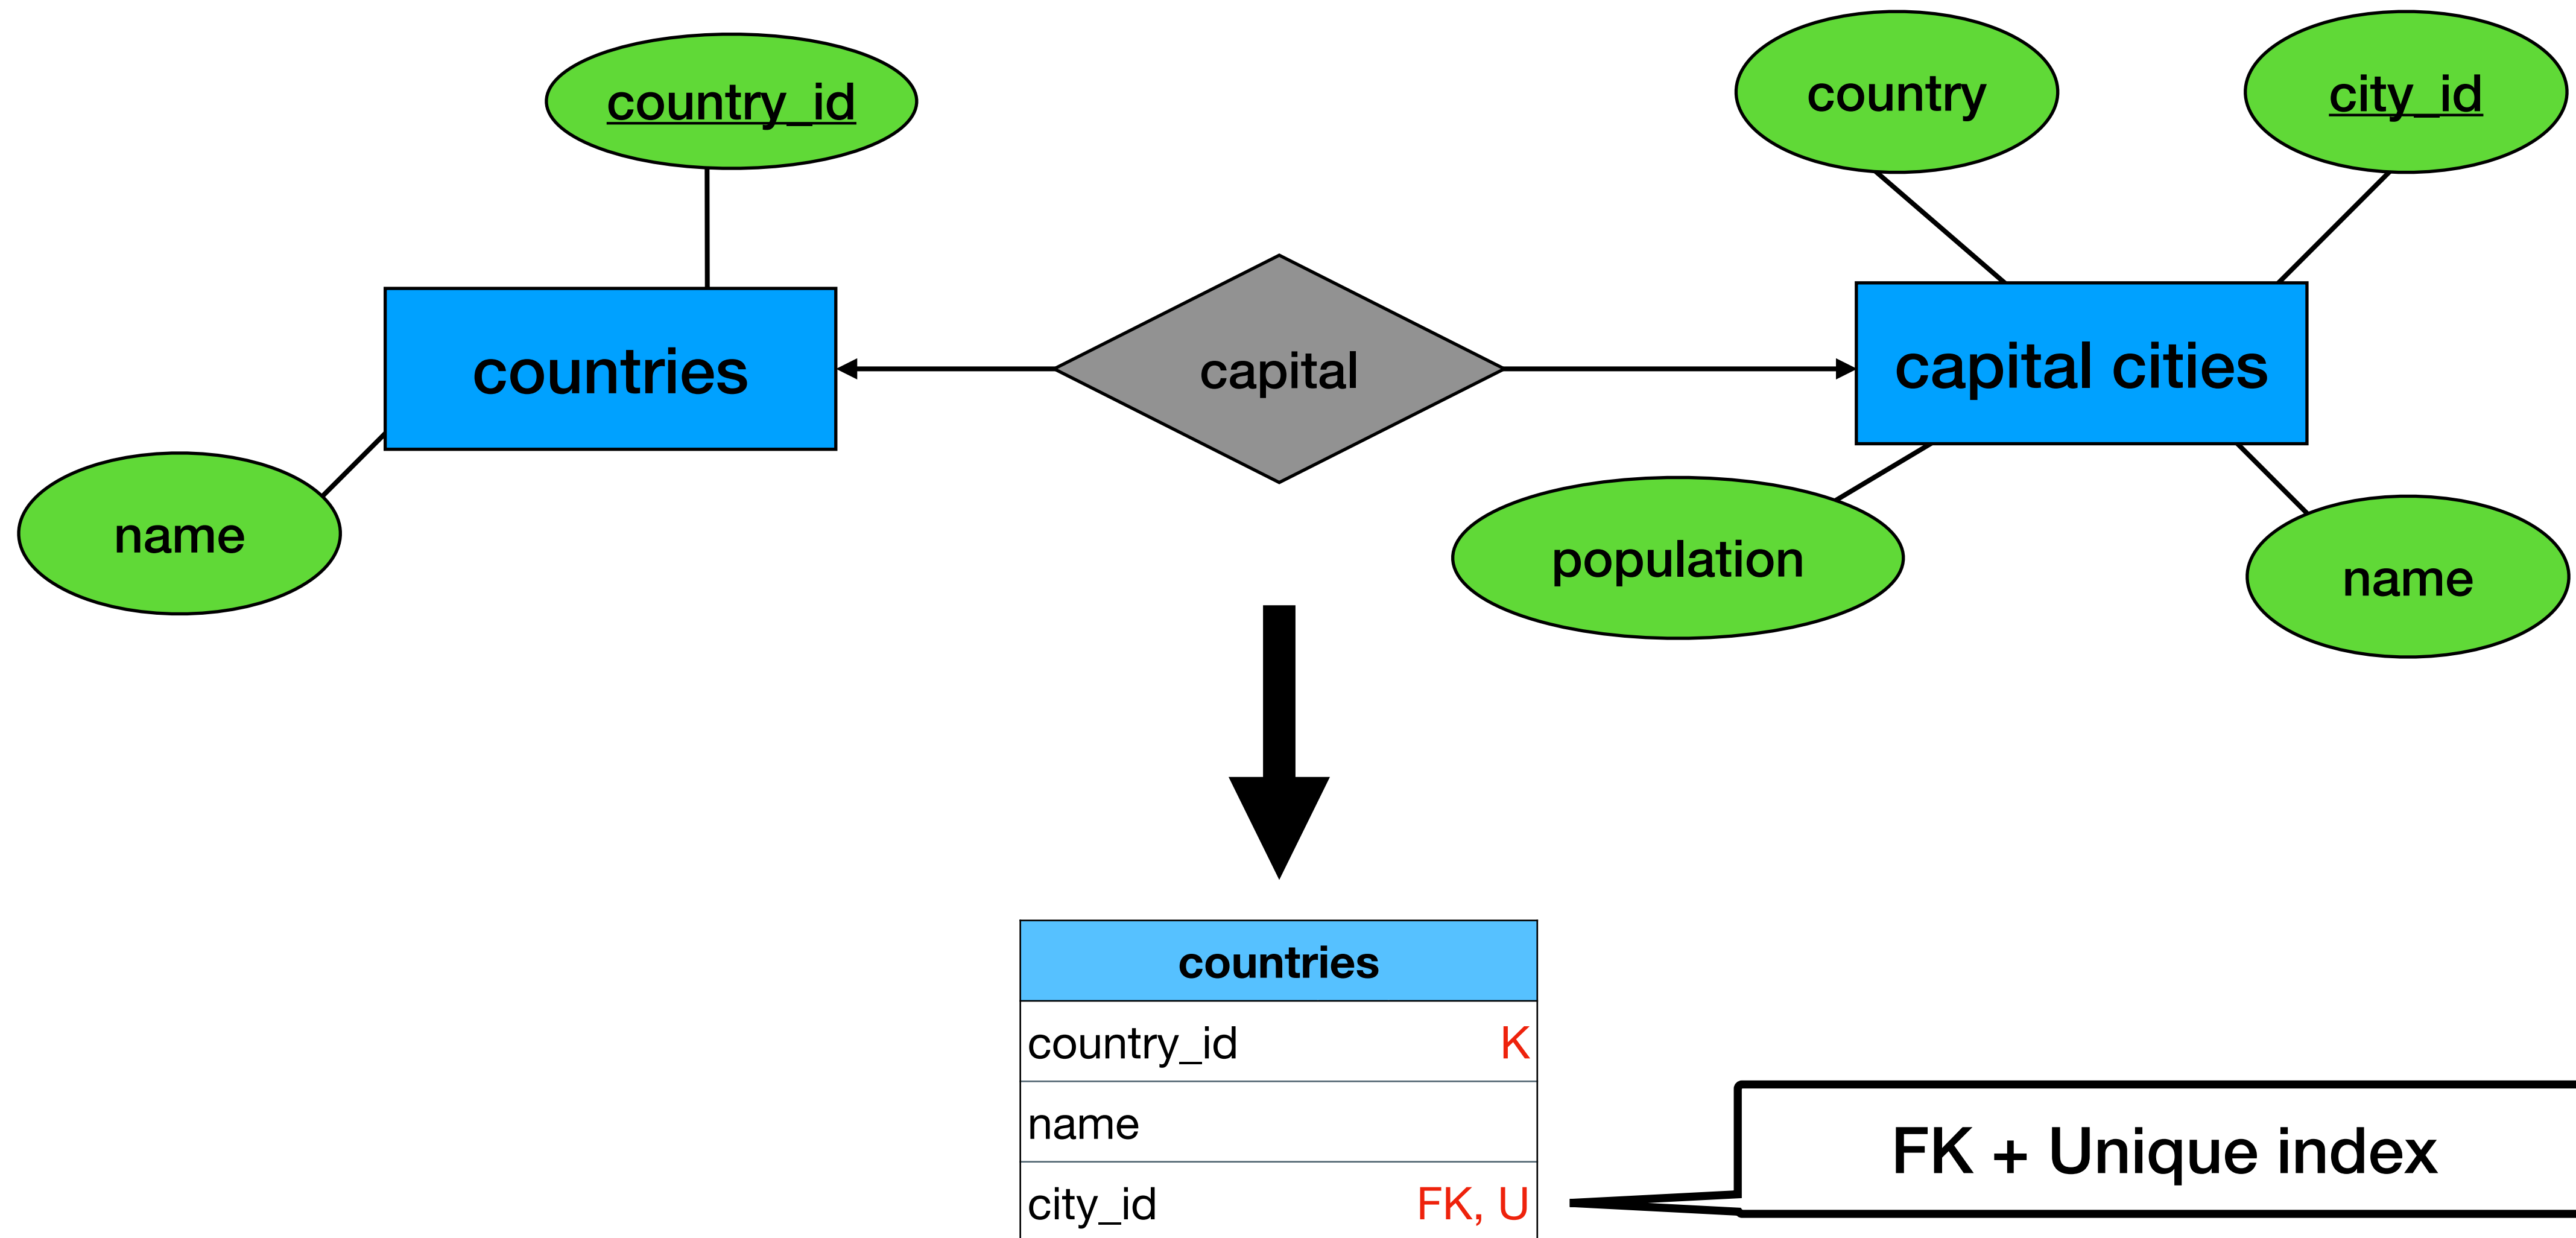 country_id
country
city_id
countries
capital
capital cities
name
population
name
countries
country_id K
name
city_id FK, U
FK + Unique index